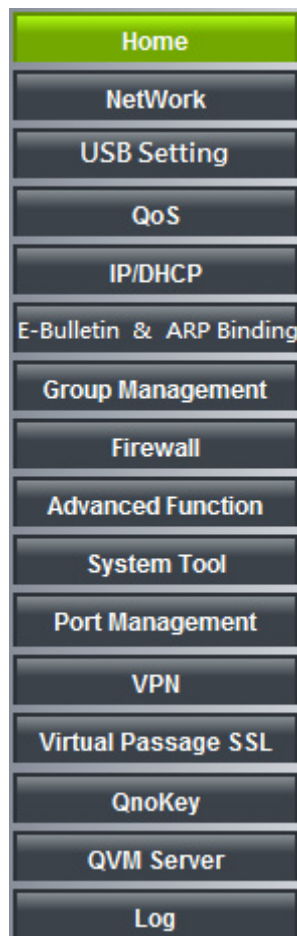 Home
NetWork
USB Setting
QoS
IP/DHCP
E-Bulletin & ARP Binding
Group Management
Firewall
Advanced Function
System Tool
Port Management
VPN
Virtual Passage SSL
QnoKey
QVM Server
Log